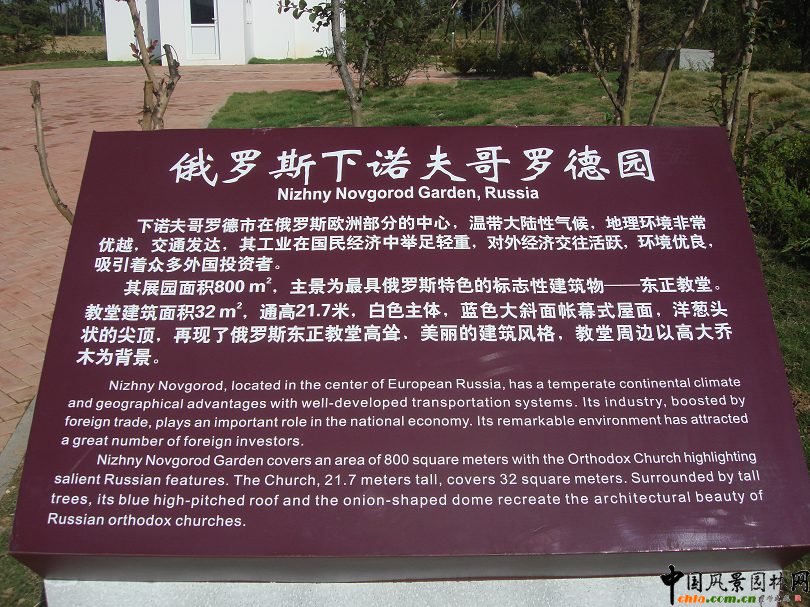 俄罗斯下诺夫哥罗德园
Nizhny Novgorod Garden, Russia
下诺夫哥罗德市在俄罗斯欧洲部分的中心，温带大陆性气候，地理环境非常
优越，交通发达，其工业在国民经济中举足轻重，对外经济交往活跃，环境优良，
吸引着众多外国投资者。
其展园面积800 m²，主景为最具俄罗斯特色的标志性建筑物——东正教堂。
教堂建筑面积32 m²，通高21.7米，白色主体，蓝色大斜面帐幕式屋面，洋葱头
状的尖顶，再现了俄罗斯东正教堂高耸、美丽的建筑风格，教堂周边以高大乔
木为背景。
Nizhny Novgorod, located in the center of European Russia, has a temperate continental climate
and geographical advantages with well-developed transportation systems. Its industry, boosted by
foreign trade, plays an important role in the national economy. Its remarkable environment has attracted
a great number of foreign investors.
Nizhny Novgorod Garden covers an area of 800 square meters with the Orthodox Church highlighting
salient Russian features. The Church, 21.7 meters tall, covers 32 square meters. Surrounded by tall
trees, its blue high-pitched roof and the onion-shaped dome recreate the architectural beauty of
Russian orthodox churches.
中国风景园林网
chla.com.cn